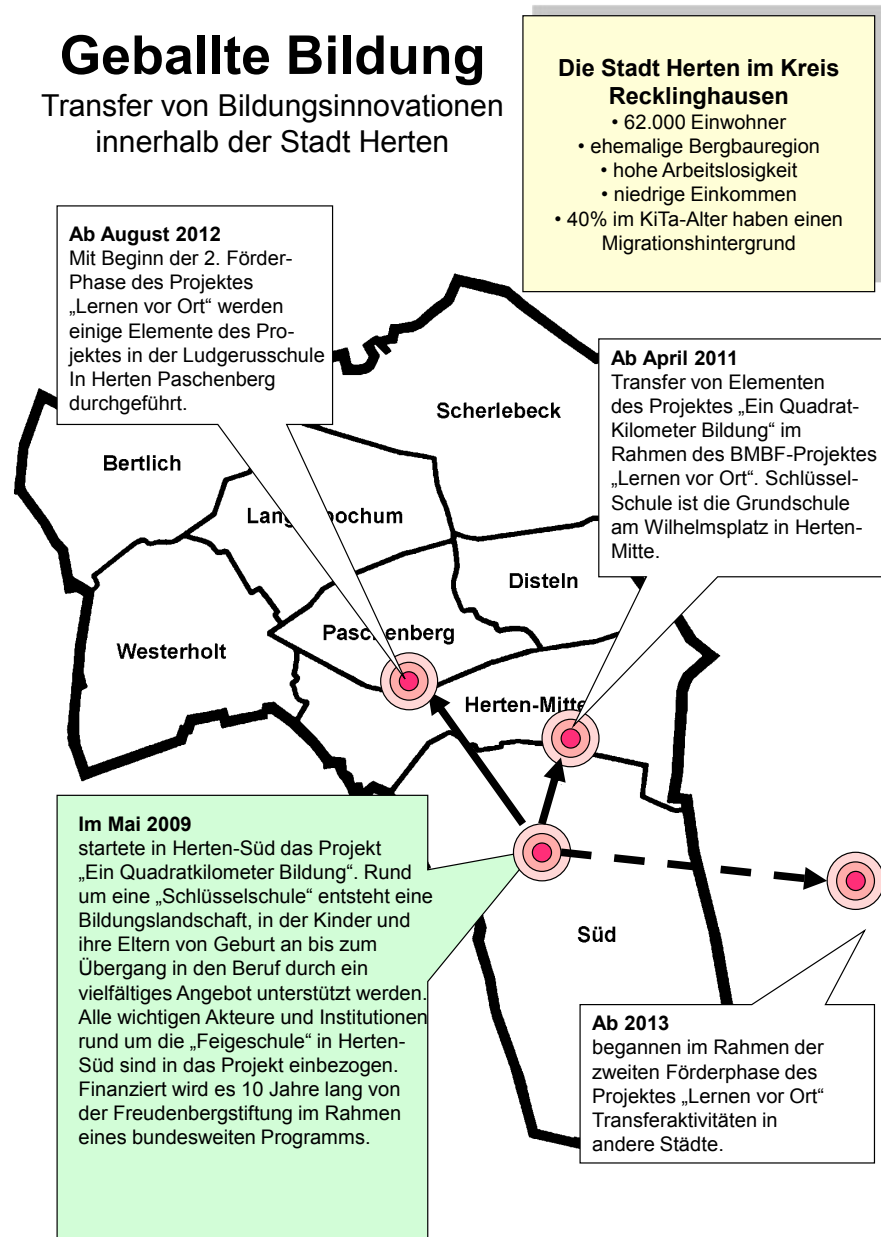 Geballte Bildung
Transfer von Bildungsinnovationen
innerhalb der Stadt Herten
Die Stadt Herten im Kreis
Recklinghausen
• 62.000 Einwohner
• ehemalige Bergbauregion
• hohe Arbeitslosigkeit
• niedrige Einkommen
• 40% im KiTa-Alter haben einen
Migrationshintergrund
Ab August 2012
Mit Beginn der 2. Förder-
Phase des Projektes
„Lernen vor Ort“ werden
einige Elemente des Pro-
jektes in der Ludgerusschule
In Herten Paschenberg
durchgeführt.
Ab April 2011
Transfer von Elementen
des Projektes „Ein Quadrat-
Kilometer Bildung“ im
Rahmen des BMBF-Projektes
„Lernen vor Ort“. Schlüssel-
Schule ist die Grundschule
am Wilhelmsplatz in Herten-
Mitte.
Scherlebeck
Bertlich
Disteln
Paschenberg
Westerholt
Herten-Mitte
Süd
Im Mai 2009
startete in Herten-Süd das Projekt
„Ein Quadratkilometer Bildung“. Rund
um eine „Schlüsselschule“ entsteht eine
Bildungslandschaft, in der Kinder und
ihre Eltern von Geburt an bis zum
Übergang in den Beruf durch ein
vielfältiges Angebot unterstützt werden.
Alle wichtigen Akteure und Institutionen
rund um die „Feigeschule“ in Herten-
Süd sind in das Projekt einbezogen.
Finanziert wird es 10 Jahre lang von
der Freudenbergstiftung im Rahmen
eines bundesweiten Programms.
Ab 2013
begannen im Rahmen der
zweiten Förderphase des
Projektes „Lernen vor Ort“
Transferaktivitäten in
andere Städte.